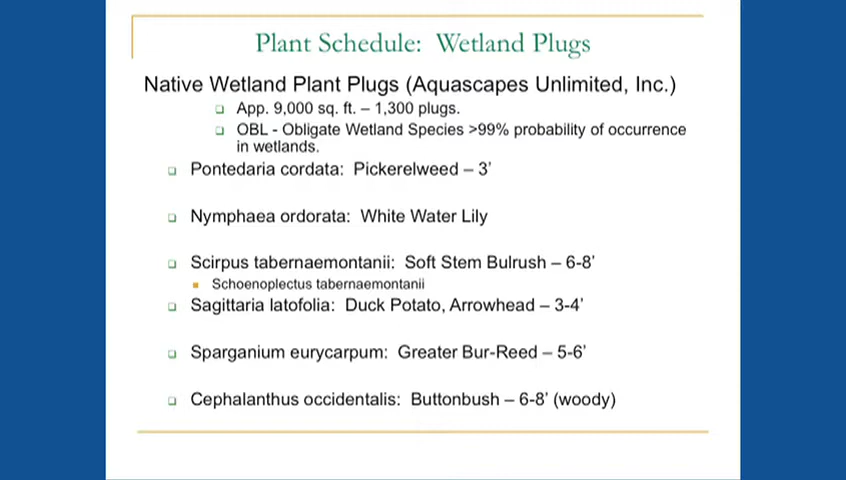 Plant Schedule: Wetland Plugs
Native Wetland Plant Plugs (Aquascapes Unlimited, Inc.)
App. 9,000 sq. ft. – 1,300 plugs.
OBL - Obligate Wetland Species >99% probability of occurrence
in wetlands.
Pontedaria cordata: Pickerelweed – 3’
Nymphaea ordorata: White Water Lily
Scirpus tabernaemontanii: Soft Stem Bulrush – 6-8’
Schoenoplectus tabernaemontanii
Sagittaria latofolia: Duck Potato, Arrowhead – 3-4’
Sparganium eurycarpum: Greater Bur-Reed – 5-6’
Cephalanthus occidentalis: Buttonbush – 6-8’ (woody)